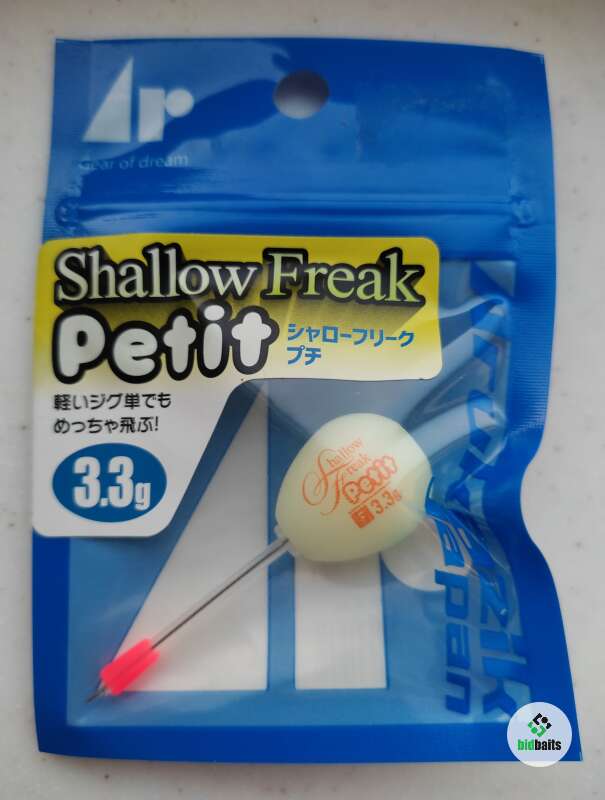 Ar
Gear of dream
Shallow Freak
Petit
シャローフリーク
プチ
軽いジグ単でも
めっちゃ飛ぶ!
3.3g
Shallow
Freak
Petit
F 3.3g
Japan
bidbaits